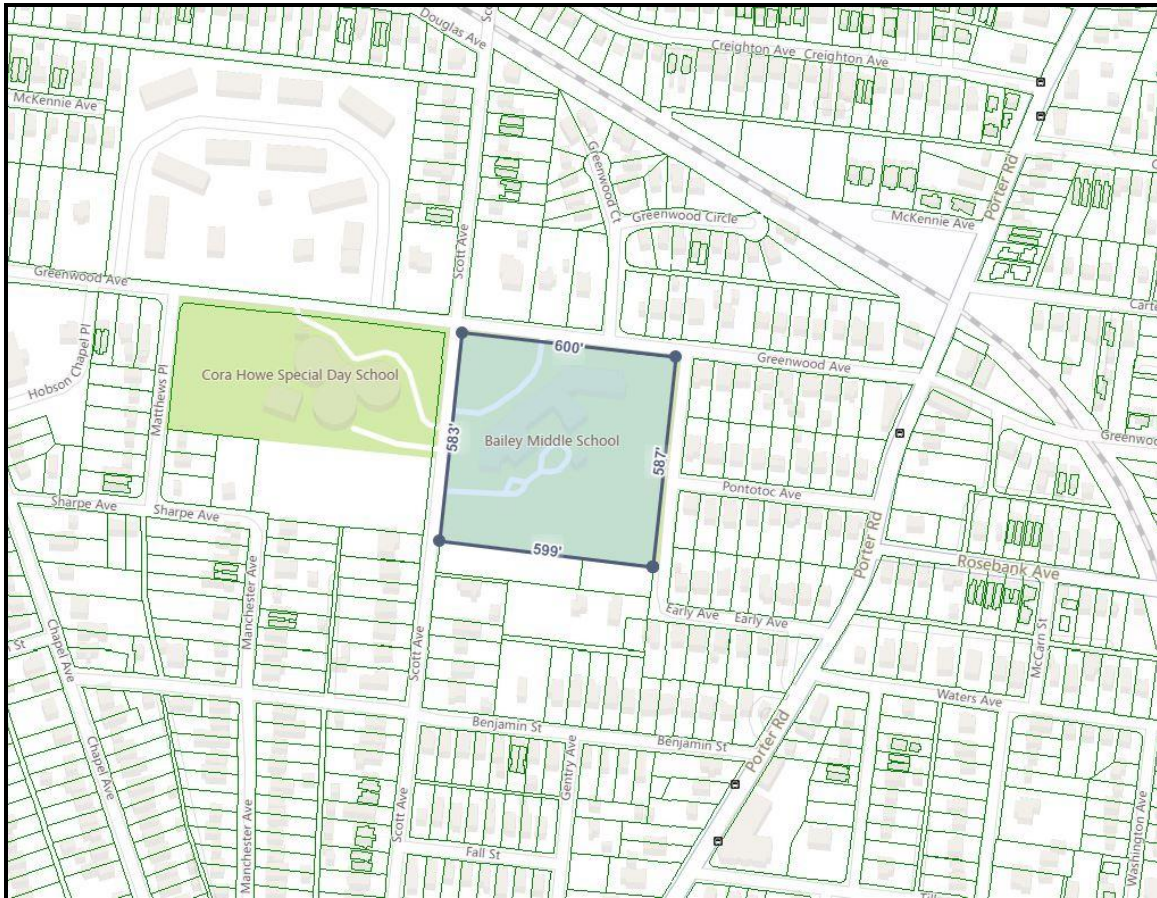 Douglas Ave
Creighton Ave Creighton Ave
McKennie Ave
Porter Rd
Greenwood Ct
Greenwood Circle
McKennie Ave
Scott Ave
Greenwood Ave
600'
Greenwood Ave
Hobson Chapel Pl
Matthews Pl
Cora Howe Special Day School
583'
Bailey Middle School
587'
Pontotoc Ave
Sharpe Ave
Sharpe Ave
599'
Porter Rd
Rosebank Ave
Manchester Ave
Early Ave Early Ave
McCarn St
Chapel Ave
Scott Ave
Waters Ave
Benjamin St
Benjamin St
Porter Rd
Gentry Ave
Chapel Ave
Manchester Ave
Scott Ave
Fall St
Washington Ave